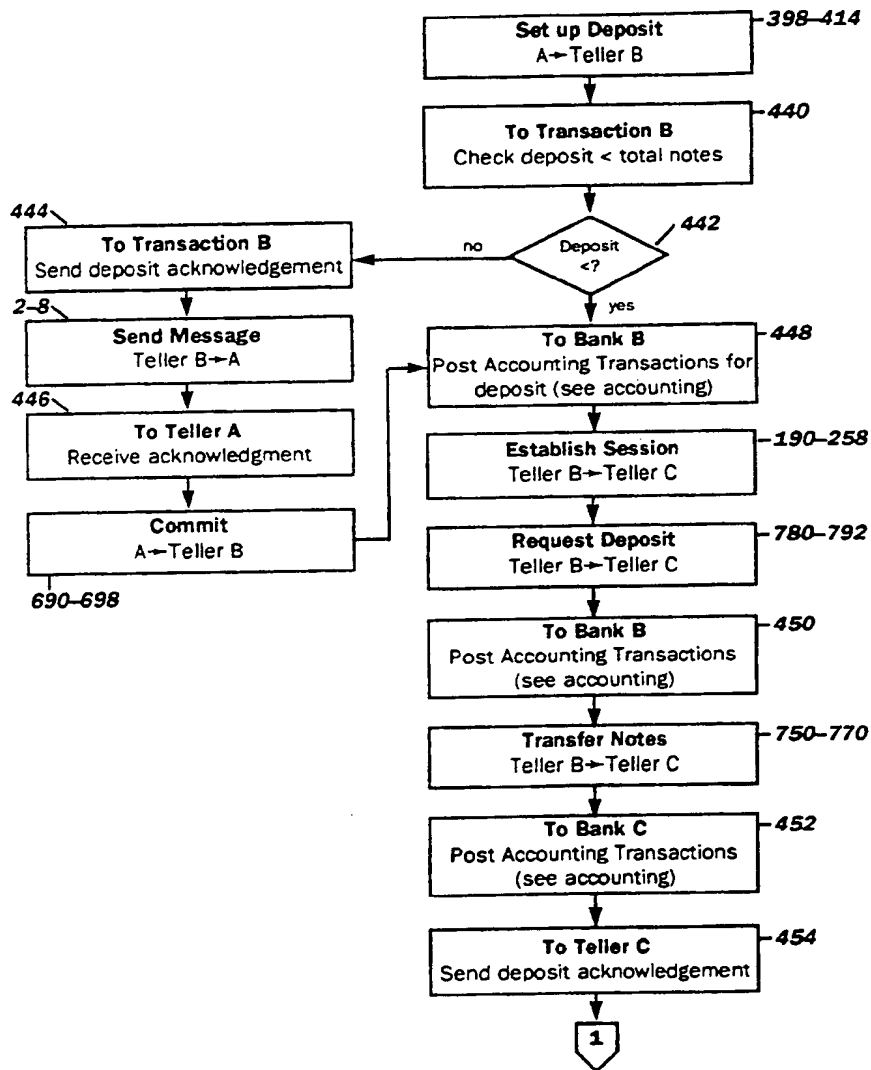 398–414
Set up Deposit
A→Teller B
440
To Transaction B
Check deposit < total notes
442
Deposit
<?
no
yes
444
To Transaction B
Send deposit acknowledgement
2–8
Send Message
Teller B→A
446
To Teller A
Receive acknowledgment
Commit
A→Teller B
690–698
448
To Bank B
Post Accounting Transactions for
deposit (see accounting)
190–258
Establish Session
Teller B→Teller C
780–792
Request Deposit
Teller B→Teller C
450
To Bank B
Post Accounting Transactions
(see accounting)
750–770
Transfer Notes
Teller B→Teller C
452
To Bank C
Post Accounting Transactions
(see accounting)
454
To Teller C
Send deposit acknowledgement
1